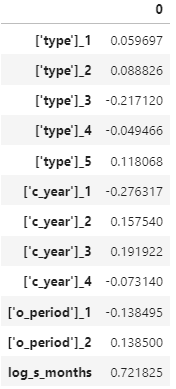 0
['type']_1 0.059697
['type']_2 0.088826
['type']_3 -0.217120
['type']_4 -0.049466
['type']_5 0.118068
['c_year']_1 -0.276317
['c_year']_2 0.157540
['c_year']_3 0.191922
['c_year']_4 -0.073140
['o_period']_1 -0.138495
['o_period']_2 0.138500
log_s_months 0.721825